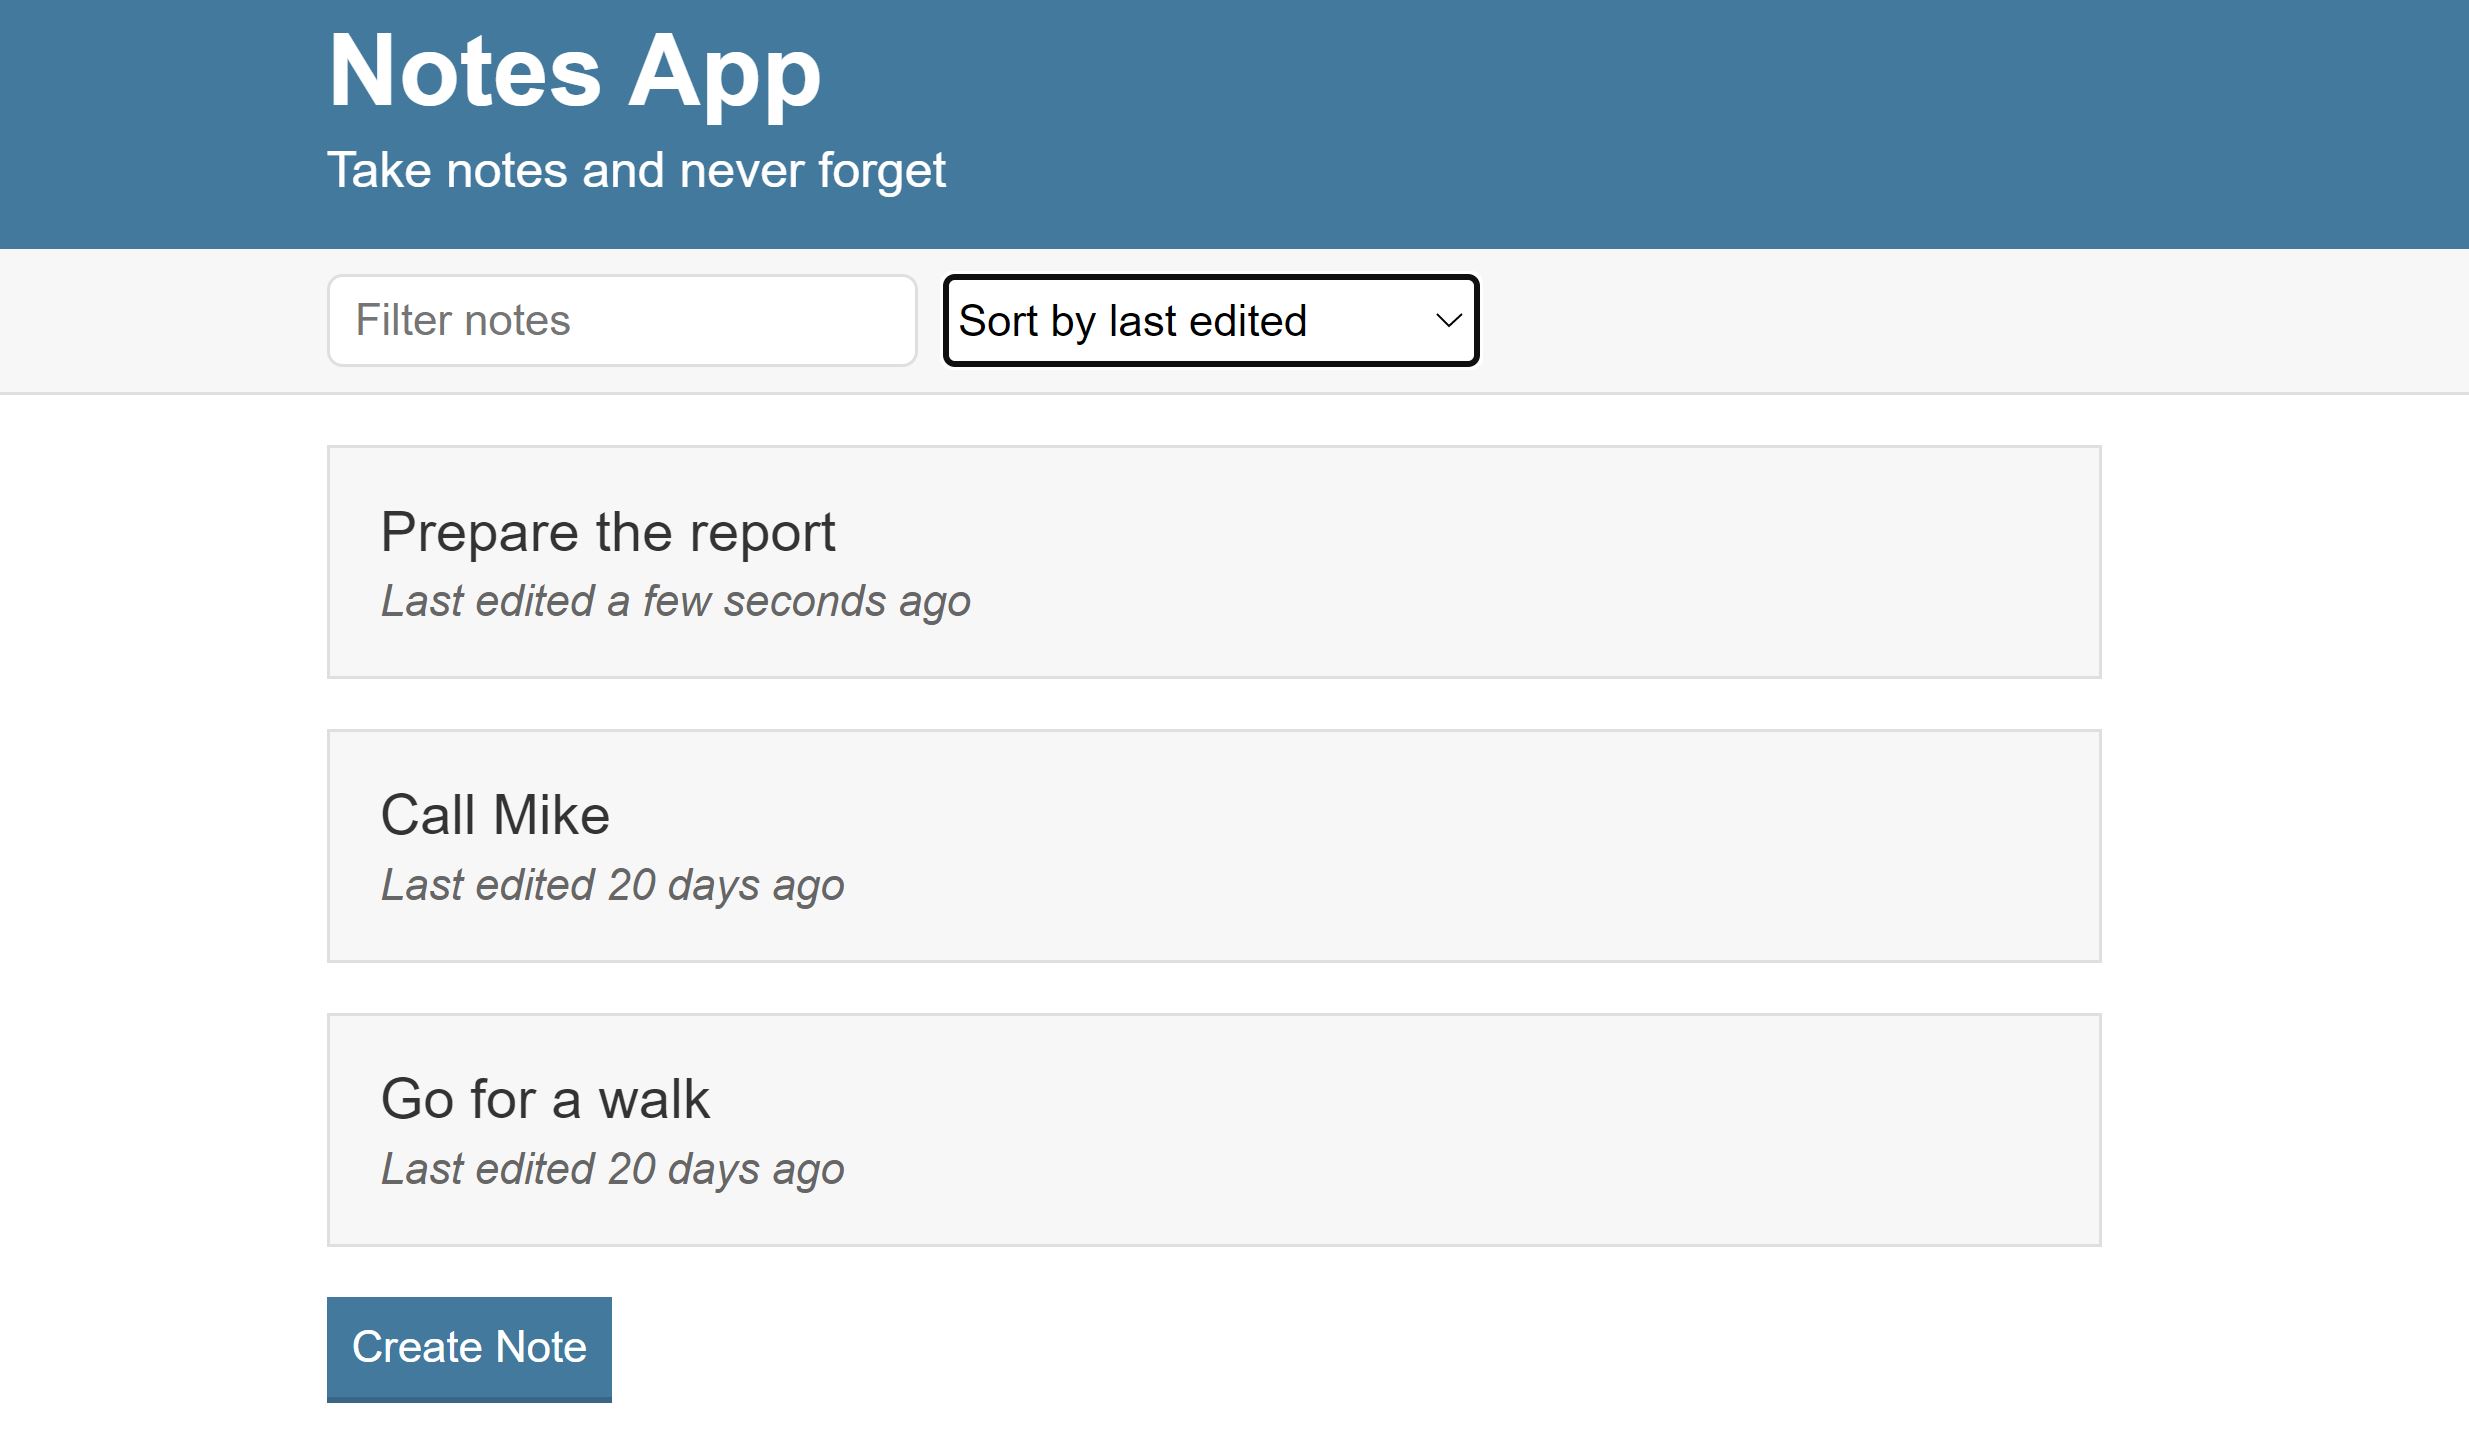 Notes App
Take notes and never forget
Filter notes
Sort by last edited
Prepare the report
Last edited a few seconds ago
Call Mike
Last edited 20 days ago
Go for a walk
Last edited 20 days ago
Create Note